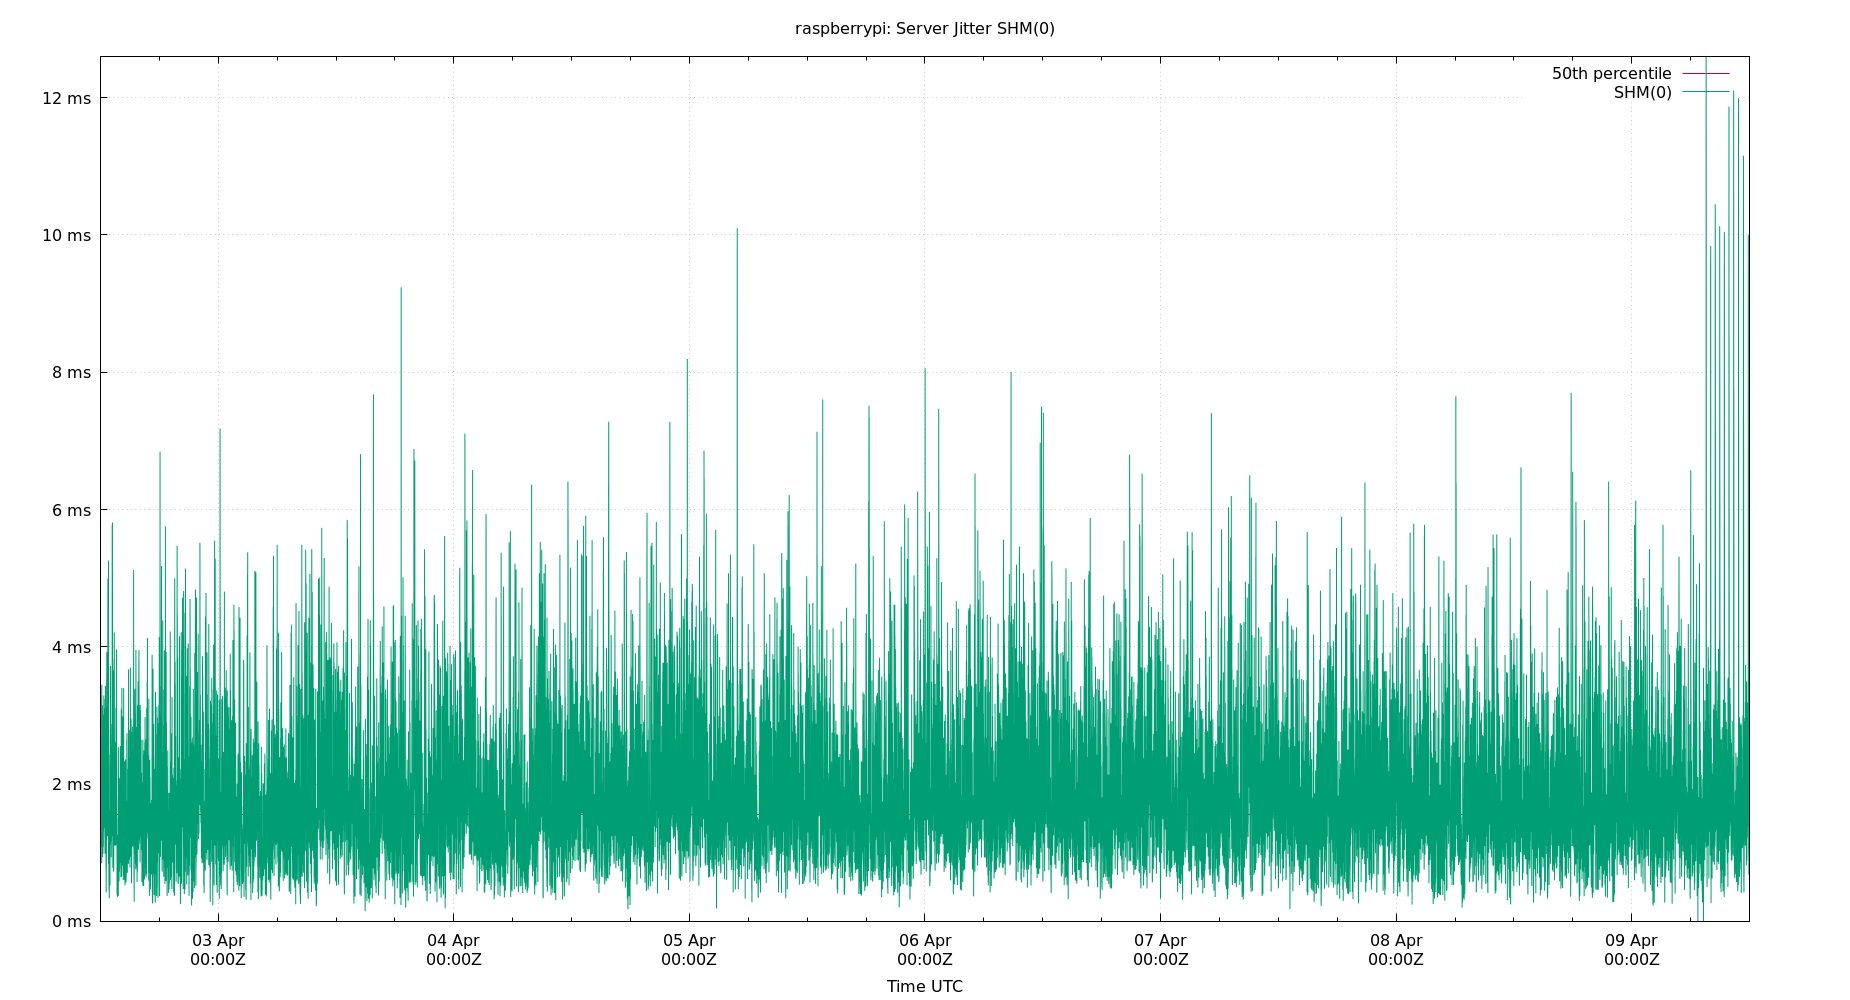 raspberrypi: Server Jitter SHM(0)
50th percentile
SHM(0)
12 ms
10 ms
8 ms
6 ms
4 ms
2 ms
0 ms
03 Apr 04 Apr 05 Apr 06 Apr 07 Apr 08 Apr 09 Apr
00:00Z 00:00Z 00:00Z 00:00Z 00:00Z 00:00Z 00:00Z
Time UTC